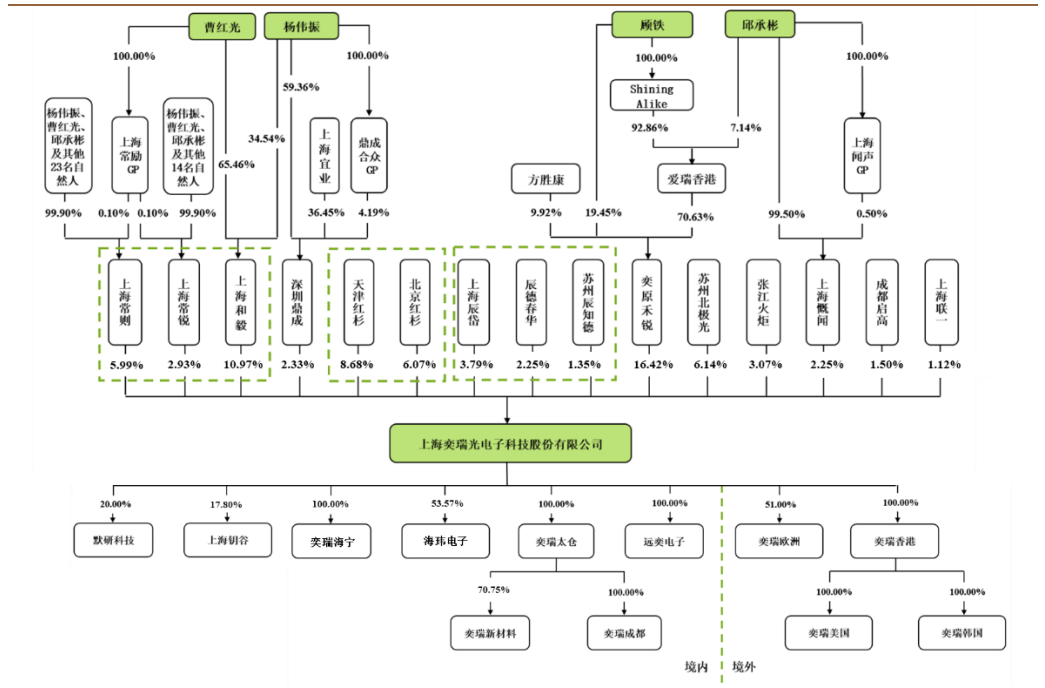 曹红光
杨伟振
顾铁
邱承彬
100.00%
100.00%
100.00%
100.00%
59.36%
Shining
Alike
杨伟振、
曹红光、
邱承彬
及其他
23名自
然人
上海
常励
GP
杨伟振、
曹红光、
邱承彬
及其他
14名自
然人
34.54%
65.46%
上海宜业
鼎成
合众
GP
92.86%
7.14%
上海
闻声
GP
方胜康
爱瑞香港
99.90%
0.10%
0.10%
99.90%
36.45%
4.19%
9.92%
19.45%
70.63%
99.50%
0.50%
上海常则
上海常锐
上海和毅
深圳鼎成
天津红杉
北京红杉
上海辰岱
辰德春华
苏州辰知德
奕原禾锐
苏州北极光
张江火炬
上海慨闻
成都启高
上海联一
5.99%
2.93%
10.97%
2.33%
8.68%
6.07%
3.79%
2.25%
1.35%
16.42%
6.14%
3.07%
2.25%
1.50%
1.12%
上海奕瑞光电子科技股份有限公司
20.00%
17.80%
100.00%
53.57%
100.00%
100.00%
51.00%
100.00%
默研科技
上海钥谷
奕瑞海宁
海玮电子
奕瑞太仓
远奕电子
奕瑞欧洲
奕瑞香港
70.75%
100.00%
100.00%
100.00%
奕瑞新材料
奕瑞成都
奕瑞美国
奕瑞韩国
境内
境外